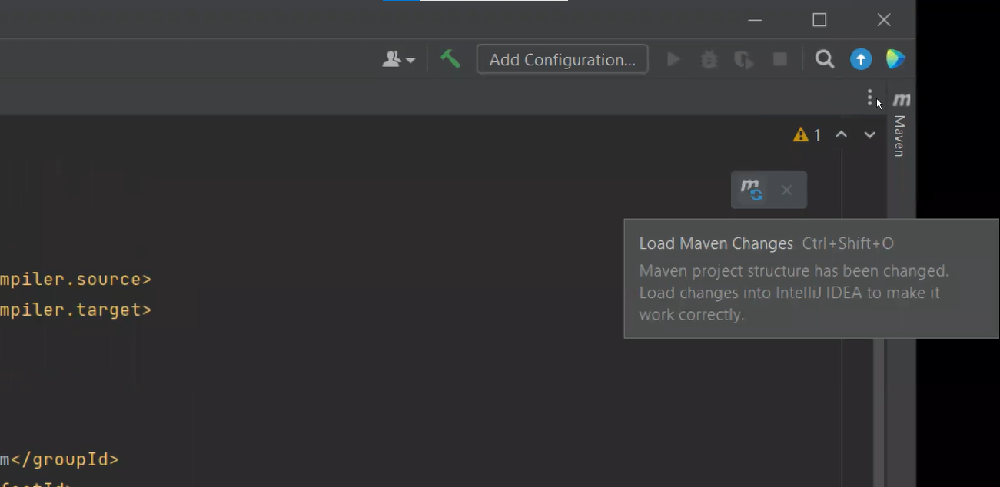 Add Configuration...
m
Maven
1
m
Load Maven Changes Ctrl+Shift+O
Maven project structure has been changed.
Load changes into IntelliJ IDEA to make it
work correctly.
mpiler.source>
mpiler.target>
m</groupId>